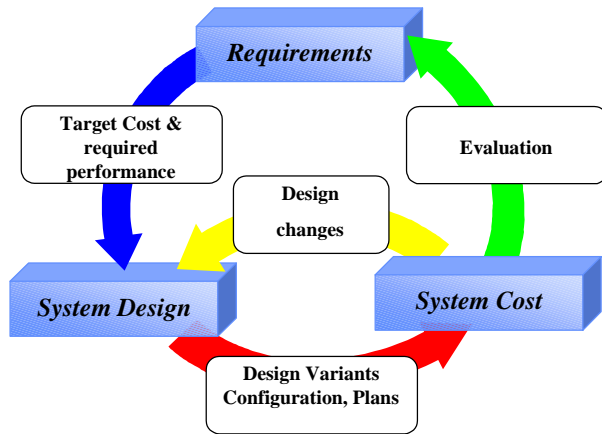 Requirements
Target Cost &
required
performance
Evaluation
Design
changes
System Design
System Cost
Design Variants
Configuration, Plans